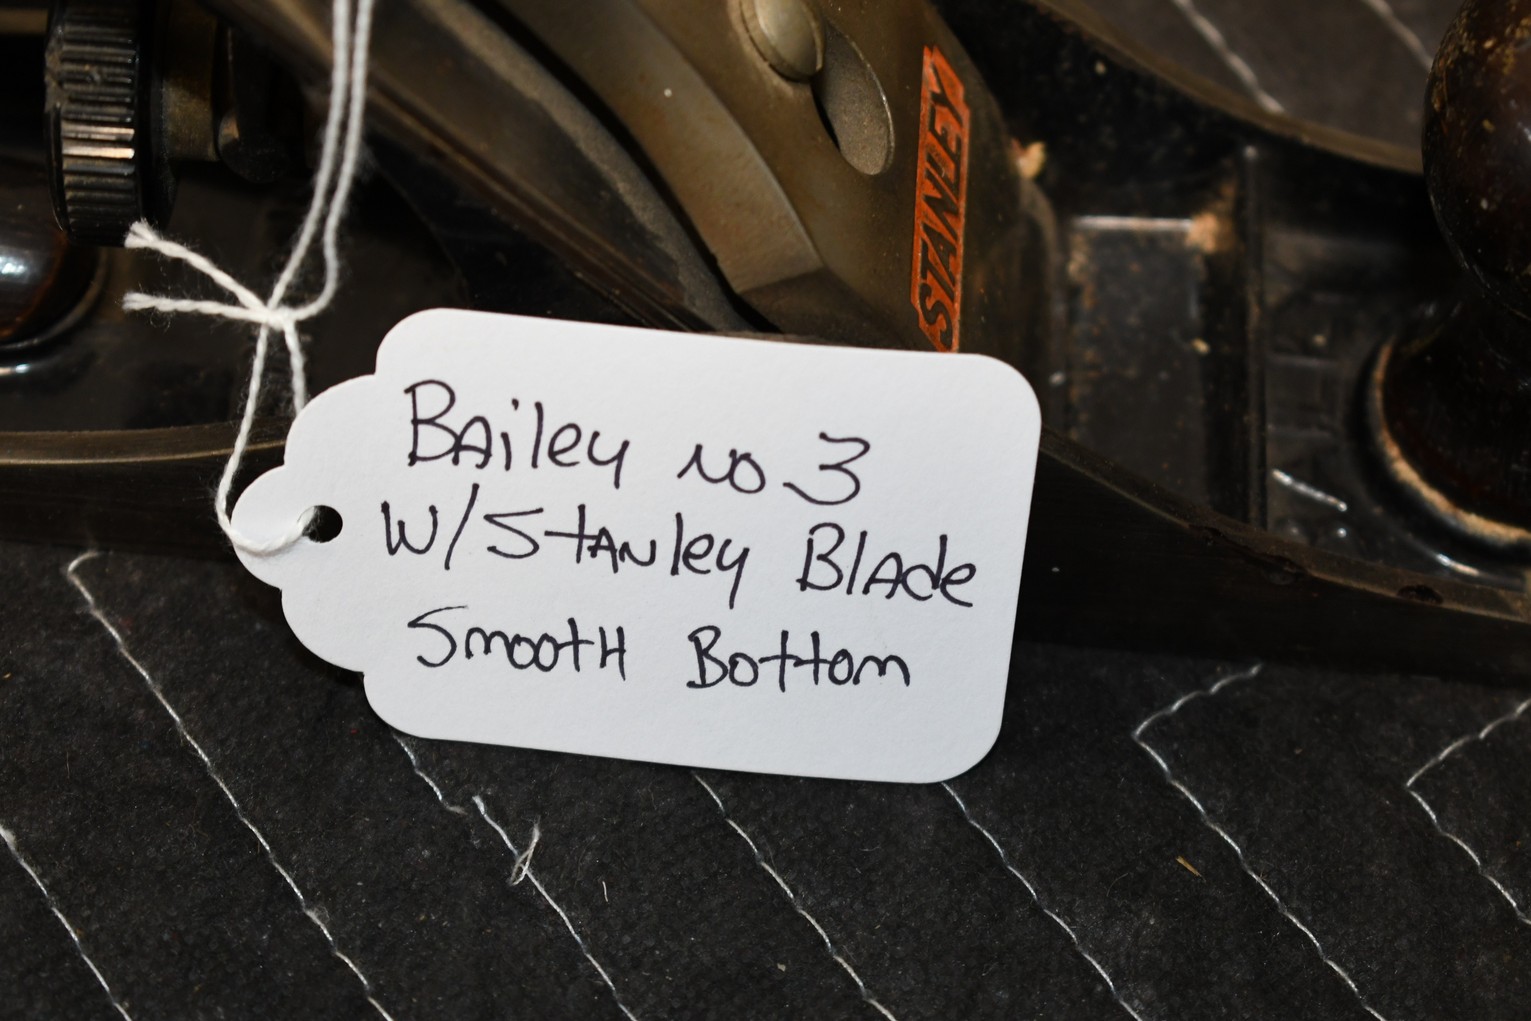 STANLEY
BAiley no 3
W/StANley BlAde
SmootH Bottom